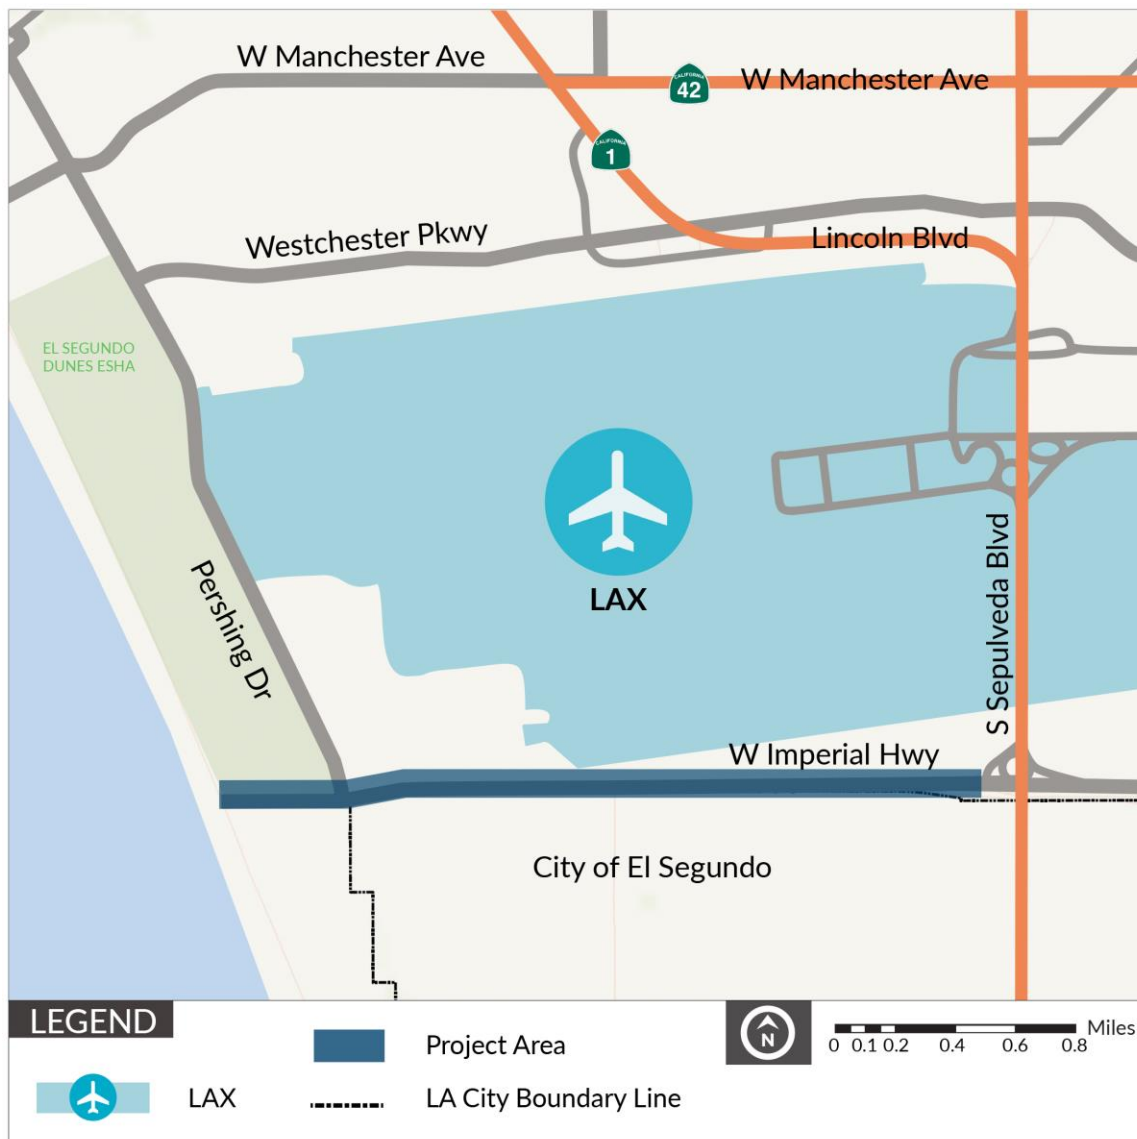 W Manchester Ave
CALIFORNIA
42
W Manchester Ave
CALIFORNIA
1
Westchester Pkwy
Lincoln Blvd
EL SEGUNDO
DUNES ESHA
LAX
Pershing Dr
S Sepulveda Blvd
W Imperial Hwy
City of El Segundo
LEGEND
Project Area
LAX
LA City Boundary Line
N
Miles
0 0.1 0.2 0.4 0.6 0.8